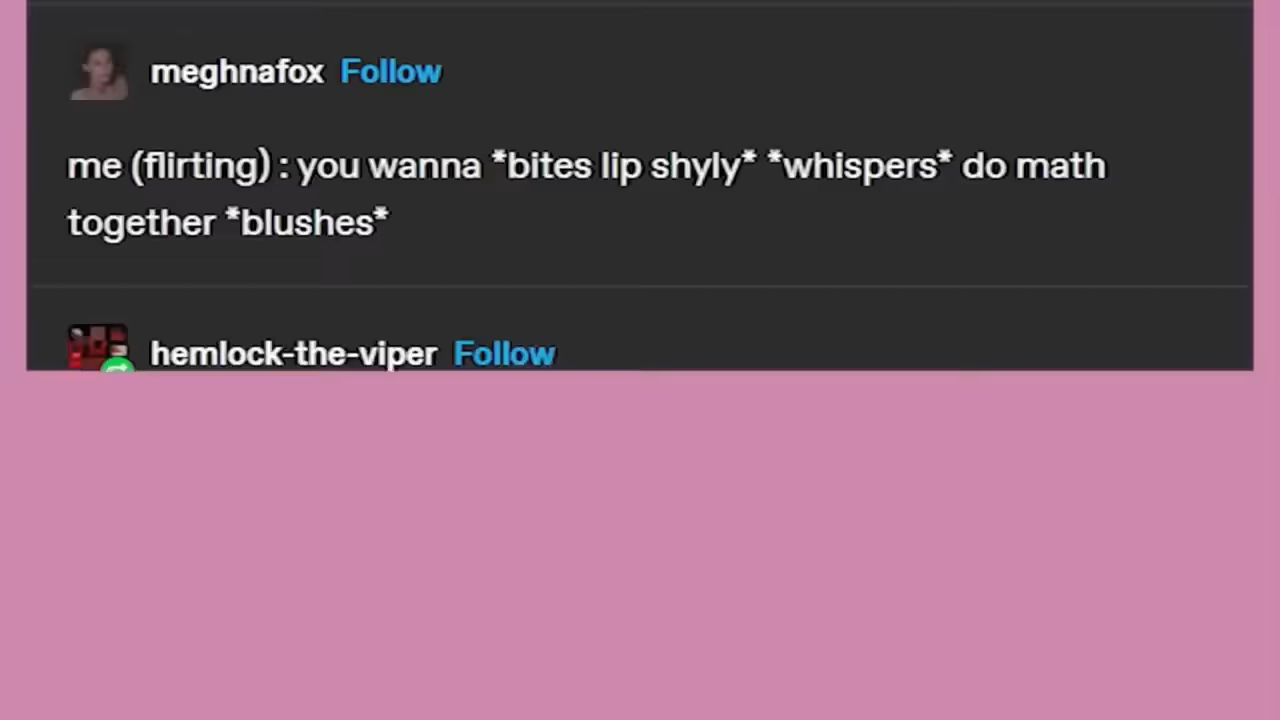 meghnafox Follow
me (flirting) : you wanna *bites lip shyly* *whispers* do math
together *blushes*
hemlock-the-viper Follow